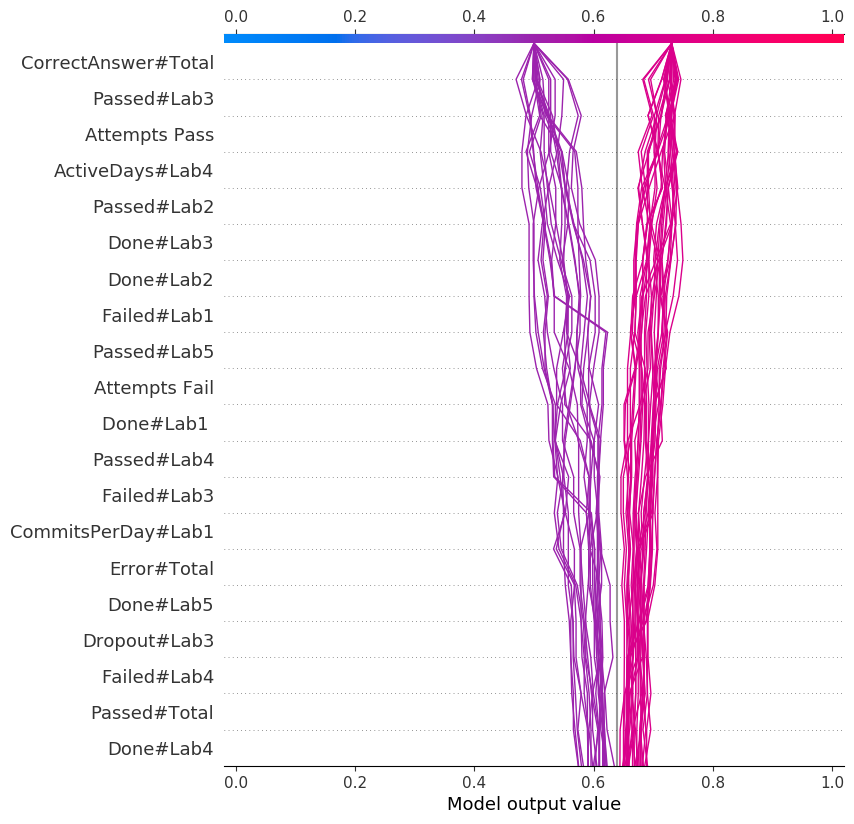 0.0 0.2 0.4 0.6 0.8 1.0
CorrectAnswer#Total
Passed#Lab3
Attempts Pass
ActiveDays#Lab4
Passed#Lab2
Done#Lab3
Done#Lab2
Failed#Lab1
Passed#Lab5
Attempts Fail
Done#Lab1
Passed#Lab4
Failed#Lab3
CommitsPerDay#Lab1
Error#Total
Done#Lab5
Dropout#Lab3
Failed#Lab4
Passed#Total
Done#Lab4
0.0 0.2 0.4 0.6 0.8 1.0
Model output value